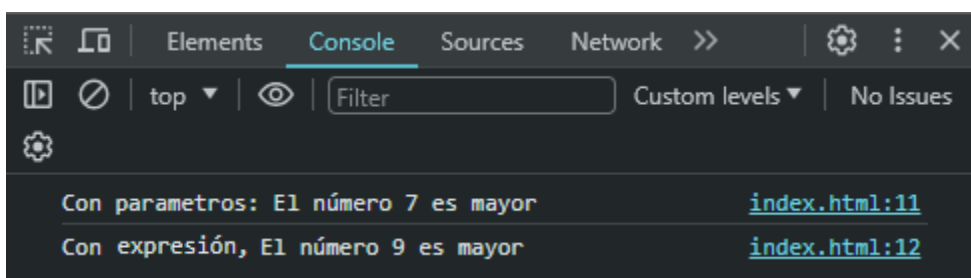 Elements Console Sources Network
top Filter Custom levels No Issues
Con parametros: El número 7 es mayor index.html:11
Con expresión, El número 9 es mayor index.html:12